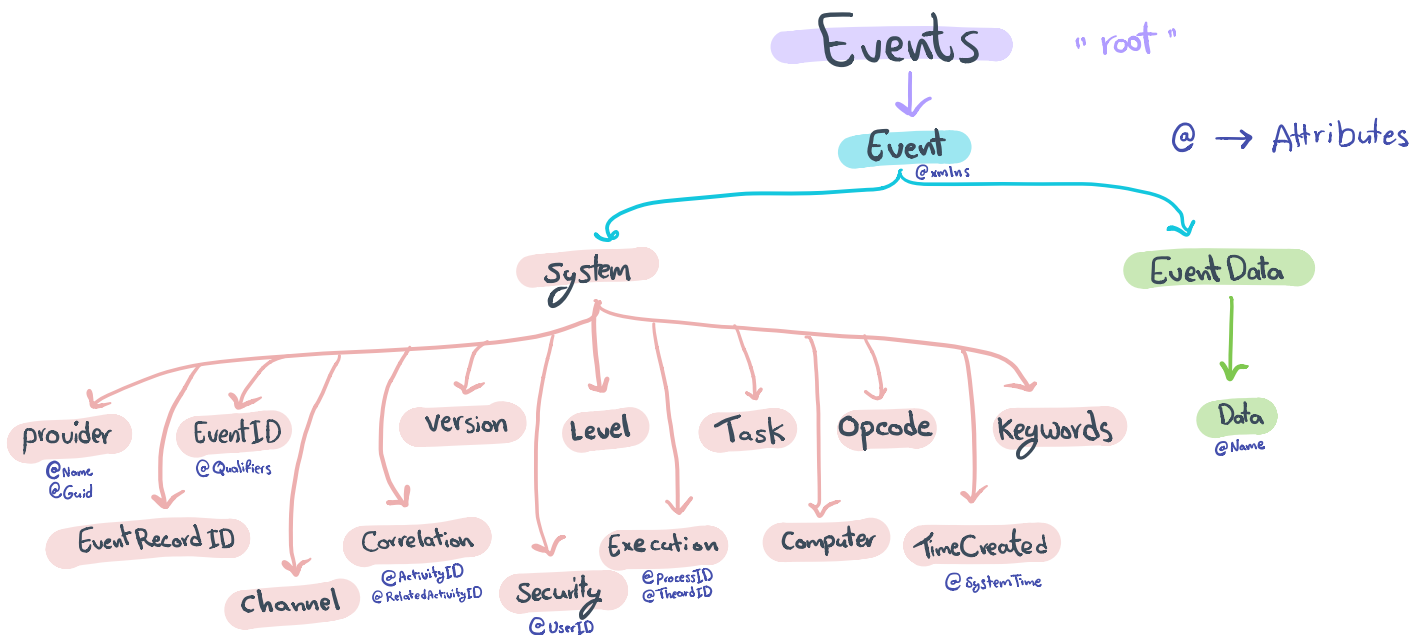 Events
" root "
Event
@xmlns
@ → Attributes
System
EventData
provider
@Name
@Guid
EventID
@Qualifiers
Version
Level
Task
Opcode
Keywords
Data
@Name
EventRecordID
Channel
Correlation
@ActivityID
@RelatedActivityID
Security
@UserID
Execution
@ProcessID
@TheardID
Computer
TimeCreated
@SystemTime